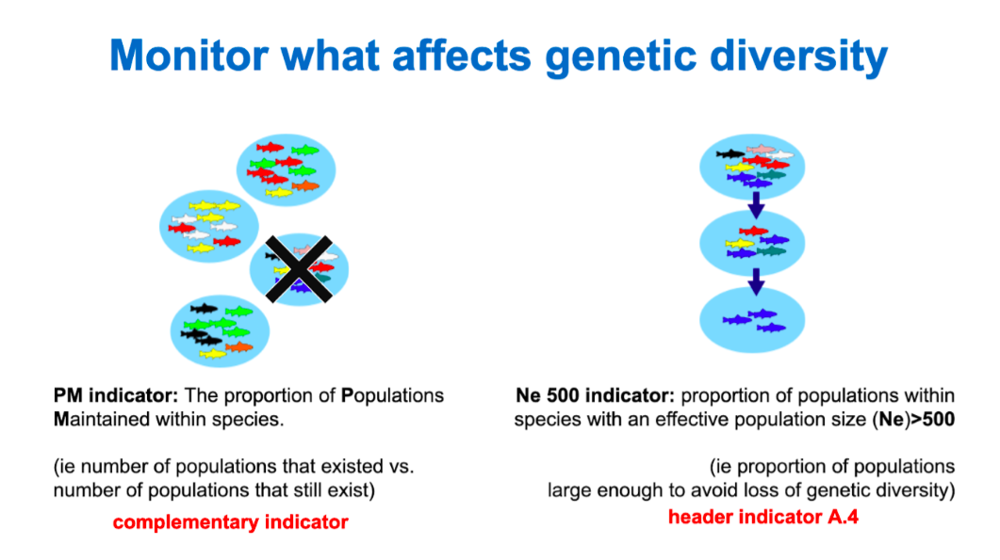 Monitor what affects genetic diversity
PM indicator: The proportion of Populations
Maintained within species.
(ie number of populations that existed vs.
number of populations that still exist)
complementary indicator
Ne 500 indicator: proportion of populations within
species with an effective population size (Ne)>500
(ie proportion of populations
large enough to avoid loss of genetic diversity)
header indicator A.4